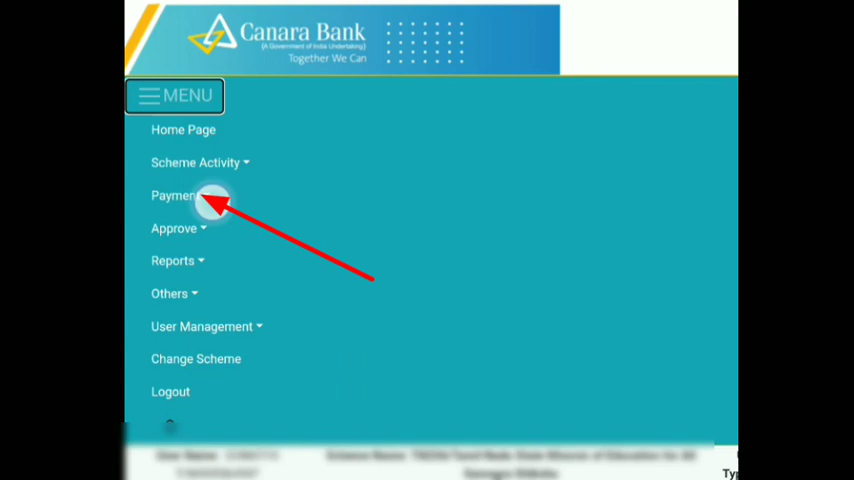 Canara Bank
(A Government of India Undertaking)
Together We Can
MENU
Home Page
Scheme Activity
Payment
Approve
Reports
Others
User Management
Change Scheme
Logout